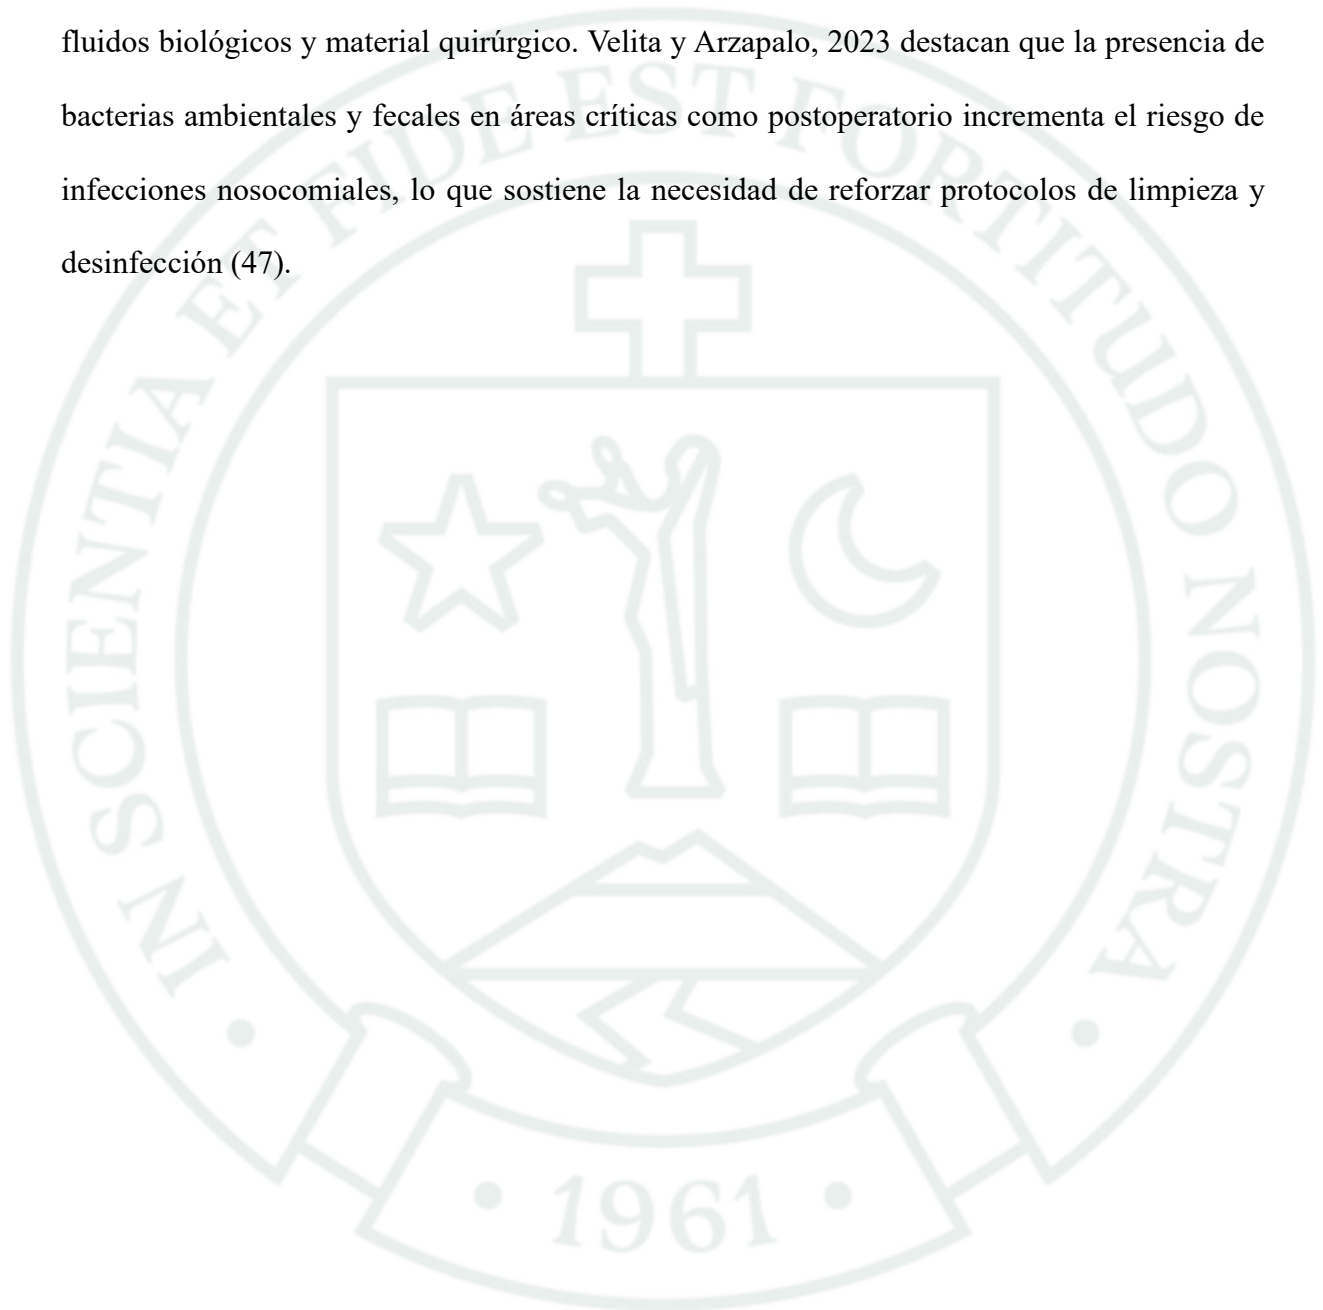 fluidos biológicos y material quirúrgico. Velita y Arzapalo, 2023 destacan que la presencia de
bacterias ambientales y fecales en áreas críticas como postoperatorio incrementa el riesgo de
infecciones nosocomiales, lo que sostiene la necesidad de reforzar protocolos de limpieza y
desinfección (47).
IN SCIENTIA ET FIDE EST FORTITUDO NOSTRA
• 1961 •